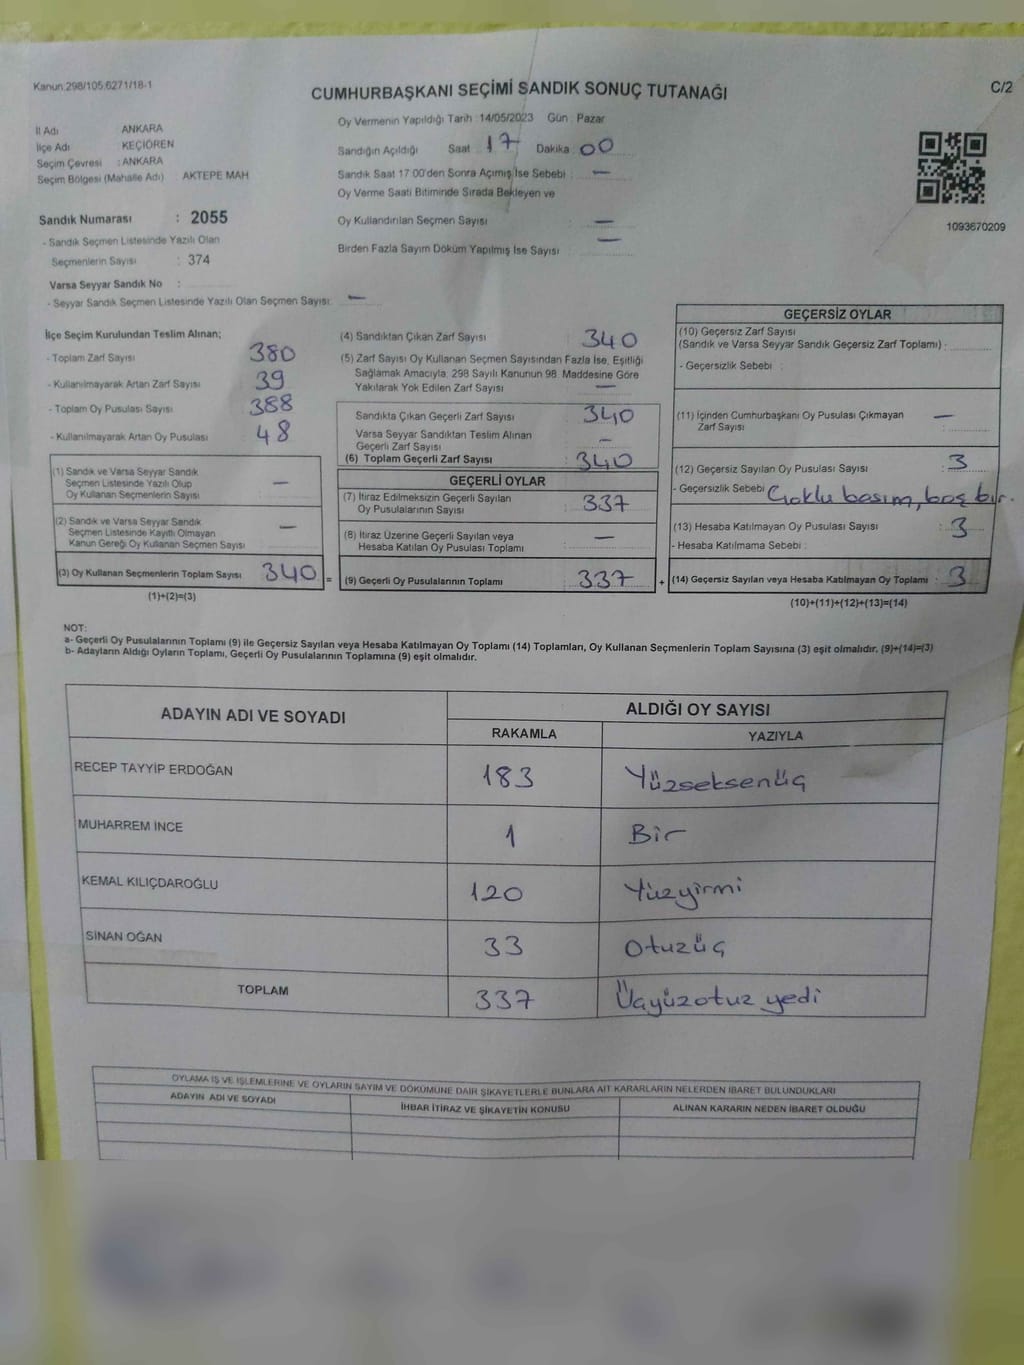 Kanun:298/105,6271/18-1
CUMHURBAŞKANI SEÇİMİ SANDIK SONUÇ TUTANAĞI
C/2
İl Adı ANKARA
İlçe Adı KEÇİÖREN
Seçim Çevresi : ANKARA
Seçim Bölgesi (Mahalle Adı) AKTEPE MAH
Oy Vermenin Yapıldığı Tarih :14/05/2023 Gün : Pazar
Sandığın Açıldığı Saat 17 Dakika 00
Sandık Saat 17:00'den Sonra Açımış İse Sebebi : —
Oy Verme Saati Bitiminde Sırada Bekleyen ve
Oy Kullandırılan Seçmen Sayısı : —
Birden Fazla Sayım Döküm Yapılmış İse Sayısı : —
1093670209
Sandık Numarası : 2055
- Sandık Seçmen Listesinde Yazılı Olan
Seçmenlerin Sayısı : 374
Varsa Seyyar Sandık No :
- Seyyar Sandık Seçmen Listesinde Yazılı Olan Seçmen Sayısı: —
İlçe Seçim Kurulundan Teslim Alınan;
- Toplam Zarf Sayısı 380
- Kullanılmayarak Artan Zarf Sayısı 39
- Toplam Oy Pusulası Sayısı 388
- Kullanılmayarak Artan Oy Pusulası 48
(1) Sandık ve Varsa Seyyar Sandık
Seçmen Listesinde Yazılı Olup
Oy Kullanan Seçmenlerin Sayısı —
(2) Sandık ve Varsa Seyyar Sandık
Seçmen Listesinde Kayıtlı Olmayan
Kanun Gereği Oy Kullanan Seçmen Sayısı —
(3) Oy Kullanan Seçmenlerin Toplam Sayısı 340 =
(1)+(2)=(3)
(4) Sandıktan Çıkan Zarf Sayısı : 340
(5) Zarf Sayısı Oy Kullanan Seçmen Sayısından Fazla İse, Eşitliği
Sağlamak Amacıyla, 298 Sayılı Kanunun 98. Maddesine Göre
Yakılarak Yok Edilen Zarf Sayısı : —
Sandıkta Çıkan Geçerli Zarf Sayısı : 340
Varsa Seyyar Sandıktan Teslim Alınan
Geçerli Zarf Sayısı : —
(6) Toplam Geçerli Zarf Sayısı : 340
GEÇERLİ OYLAR
(7) İtiraz Edilmeksizin Geçerli Sayılan
Oy Pusulalarının Sayısı : 337
(8) İtiraz Üzerine Geçerli Sayılan veya
Hesaba Katılan Oy Pusulası Toplamı : —
(9) Geçerli Oy Pusulalarının Toplamı : 337 +
GEÇERSİZ OYLAR
(10) Geçersiz Zarf Sayısı
(Sandık ve Varsa Seyyar Sandık Geçersiz Zarf Toplamı) :
- Geçersizlik Sebebi :
(11) İçinden Cumhurbaşkanı Oy Pusulası Çıkmayan
Zarf Sayısı : —
(12) Geçersiz Sayılan Oy Pusulası Sayısı : 3
- Geçersizlik Sebebi Çoklu basım, boş bir.
(13) Hesaba Katılmayan Oy Pusulası Sayısı : 3
- Hesaba Katılmama Sebebi :
(14) Geçersiz Sayılan veya Hesaba Katılmayan Oy Toplamı : 3
(10)+(11)+(12)+(13)=(14)
NOT:
a- Geçerli Oy Pusulalarının Toplamı (9) ile Geçersiz Sayılan veya Hesaba Katılmayan Oy Toplamı (14) Toplamları, Oy Kullanan Seçmenlerin Toplam Sayısına (3) eşit olmalıdır. (9)+(14)=(3)
b- Adayların Aldığı Oyların Toplamı, Geçerli Oy Pusulalarının Toplamına (9) eşit olmalıdır.
ADAYIN ADI VE SOYADI
ALDIĞI OY SAYISI
RAKAMLA YAZIYLA
RECEP TAYYİP ERDOĞAN 183 Yüzseksenüç
MUHARREM İNCE 1 Bir
KEMAL KILIÇDAROĞLU 120 Yüzyirmi
SİNAN OĞAN 33 Otuzüç
TOPLAM 337 Üçyüzotuz yedi
OYLAMA İŞ VE İŞLEMLERİNE VE OYLARIN SAYIM VE DÖKÜMÜNE DAİR ŞİKAYETLERLE BUNLARA AİT KARARLARIN NELERDEN İBARET BULUNDUKLARI
ADAYIN ADI VE SOYADI İHBAR İTİRAZ VE ŞİKAYETİN KONUSU ALINAN KARARIN NEDEN İBARET OLDUĞU